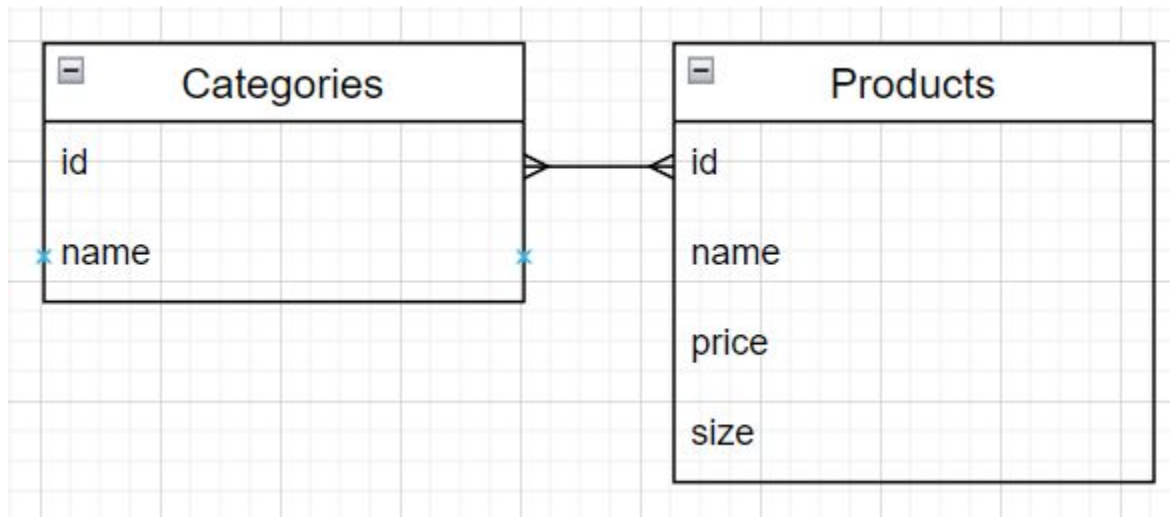 Categories
id
name
Products
id
name
price
size